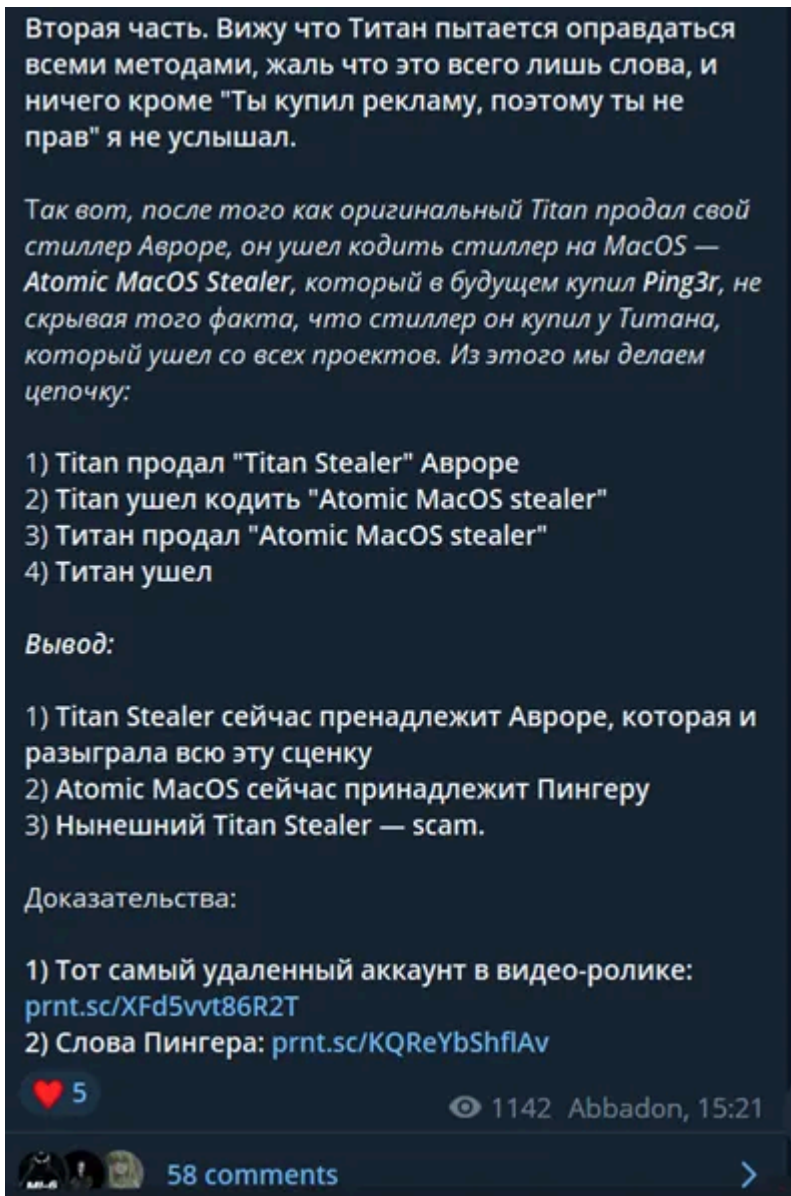 Вторая часть. Вижу что Титан пытается оправдаться
всеми методами, жаль что это всего лишь слова, и
ничего кроме "Ты купил рекламу, поэтому ты не
прав" я не услышал.
Так вот, после того как оригинальный Titan продал свой
стиллер Авроре, он ушел кодить стиллер на MacOS —
Atomic MacOS Stealer, который в будущем купил Ping3r, не
скрывая того факта, что стиллер он купил у Титана,
который ушел со всех проектов. Из этого мы делаем
цепочку:
1) Titan продал "Titan Stealer" Авроре
2) Titan ушел кодить "Atomic MacOS stealer"
3) Титан продал "Atomic MacOS stealer"
4) Титан ушел
Вывод:
1) Titan Stealer сейчас пренадлежит Авроре, которая и
разыграла всю эту сценку
2) Atomic MacOS сейчас принадлежит Пингеру
3) Нынешний Titan Stealer — scam.
Доказательства:
1) Тот самый удаленный аккаунт в видео-ролике:
prnt.sc/XFd5vvt86R2T
2) Слова Пингера: prnt.sc/KQReYbShflAv
5
1142 Abbadon, 15:21
58 comments